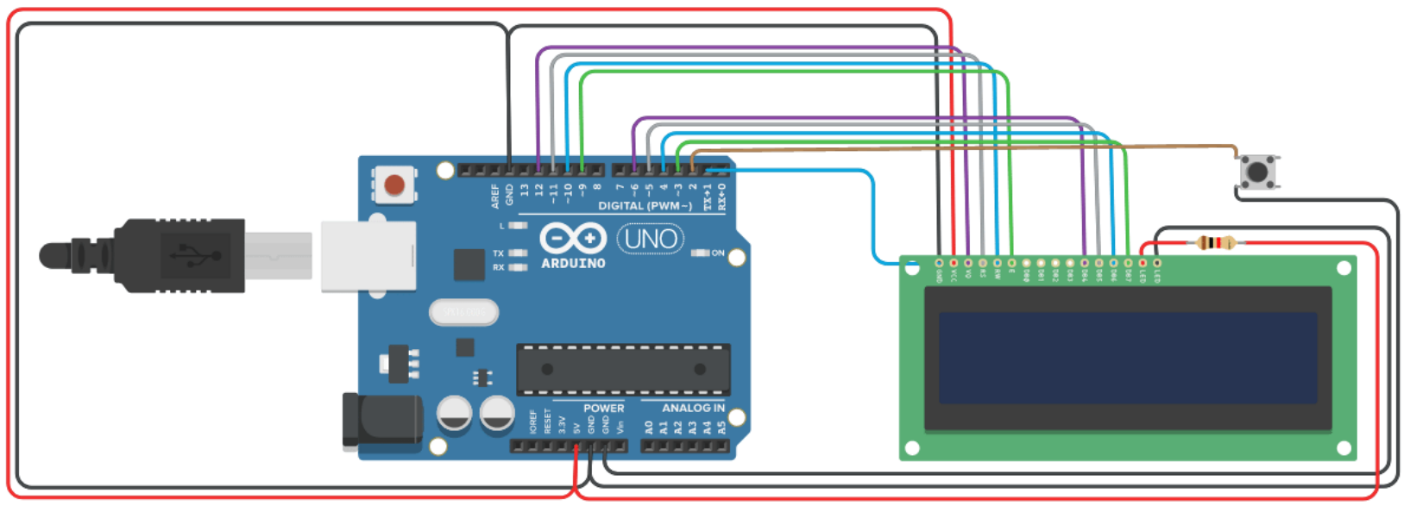 AREF
GND
13
12
~11
~10
~9
8
7
~6
~5
4
~3
2
TX→1
RX←0
DIGITAL (PWM~)
L
TX
RX
ARDUINO
UNO
ON
GND
VCC
VO
RS
RW
E
DB0
DB1
DB2
DB3
DB4
DB5
DB6
DB7
LED
LED
POWER
ANALOG IN
IOREF
RESET
3.3V
5V
GND
GND
Vin
A0
A1
A2
A3
A4
A5